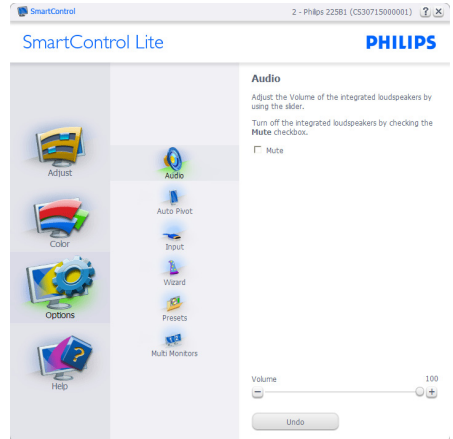 SmartControl
2 - Philips 225B1 (CS30715000001)
SmartControl Lite
PHILIPS
Adjust
Color
Options
Help
Audio
Auto Pivot
Input
Wizard
Presets
Multi Monitors
Audio
Adjust the Volume of the integrated loudspeakers by
using the slider.
Turn off the integrated loudspeakers by checking the
Mute checkbox.
Mute
Volume
100
Undo